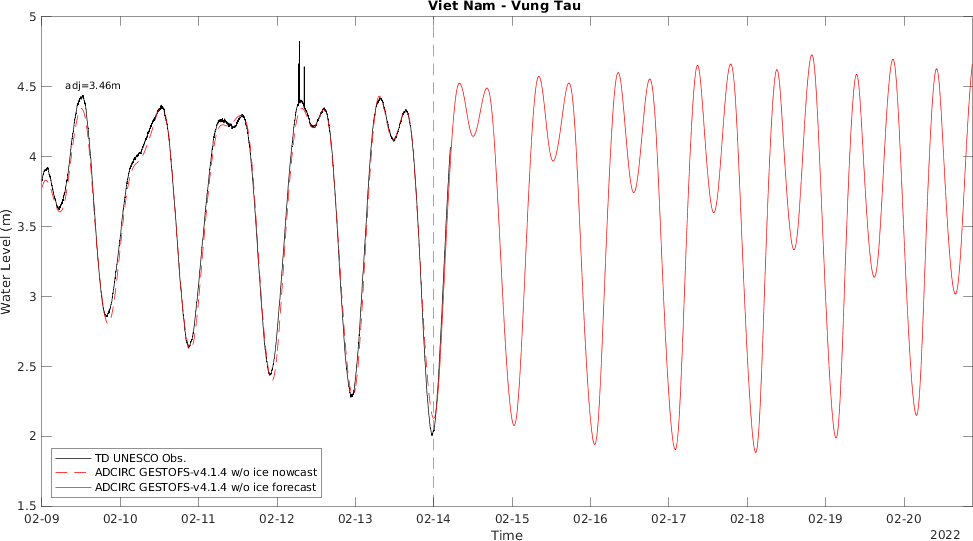 Viet Nam - Vung Tau
adj=3.46m
Water Level (m)
5
4.5
4
3.5
3
2.5
2
1.5
TD UNESCO Obs.
ADCIRC GESTOFS-v4.1.4 w/o ice nowcast
ADCIRC GESTOFS-v4.1.4 w/o ice forecast
02-09 02-10 02-11 02-12 02-13 02-14 02-15 02-16 02-17 02-18 02-19 02-20
Time
2022